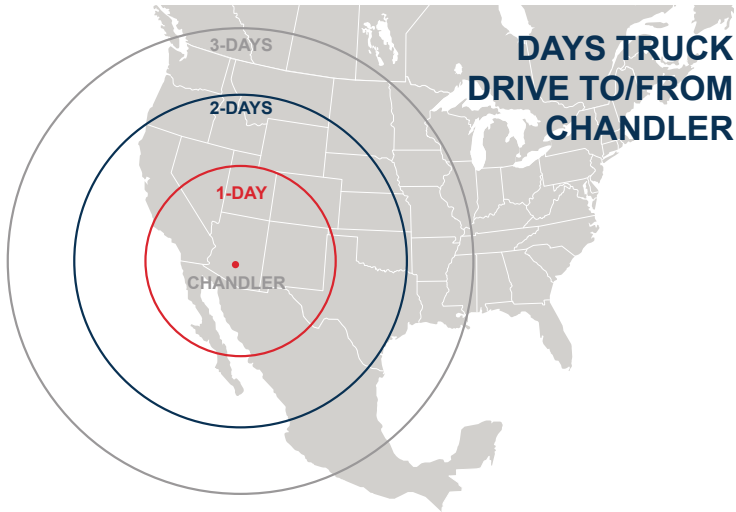 DAYS TRUCK
DRIVE TO/FROM
CHANDLER
3-DAYS
2-DAYS
1-DAY
CHANDLER